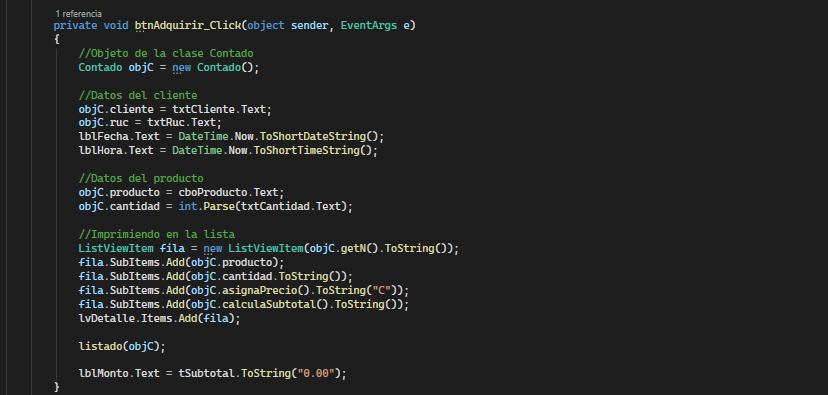 1 referencia
private void btnAdquirir_Click(object sender, EventArgs e)
{
//Objeto de la clase Contado
Contado objC = new Contado();
//Datos del cliente
objC.cliente = txtCliente.Text;
objC.ruc = txtRuc.Text;
lblFecha.Text = DateTime.Now.ToShortDateString();
lblHora.Text = DateTime.Now.ToShortTimeString();
//Datos del producto
objC.producto = cboProducto.Text;
objC.cantidad = int.Parse(txtCantidad.Text);
//Imprimiendo en la lista
ListViewItem fila = new ListViewItem(objC.getN().ToString());
fila.SubItems.Add(objC.producto);
fila.SubItems.Add(objC.cantidad.ToString());
fila.SubItems.Add(objC.asignaPrecio().ToString("C"));
fila.SubItems.Add(objC.calculaSubtotal().ToString());
lvDetalle.Items.Add(fila);
listado(objC);
lblMonto.Text = tSubtotal.ToString("0.00");
}